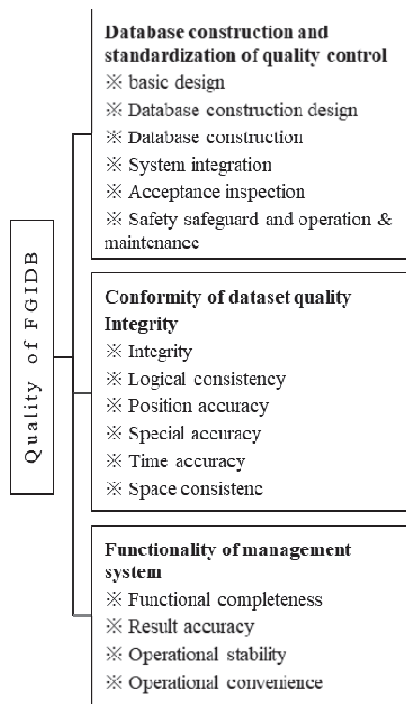 Quality of FGIDB
Database construction and
standardization of quality control
※ basic design
※ Database construction design
※ Database construction
※ System integration
※ Acceptance inspection
※ Safety safeguard and operation &
maintenance
Conformity of dataset quality
Integrity
※ Integrity
※ Logical consistency
※ Position accuracy
※ Special accuracy
※ Time accuracy
※ Space consistenc
Functionality of management
system
※ Functional completeness
※ Result accuracy
※ Operational stability
※ Operational convenience